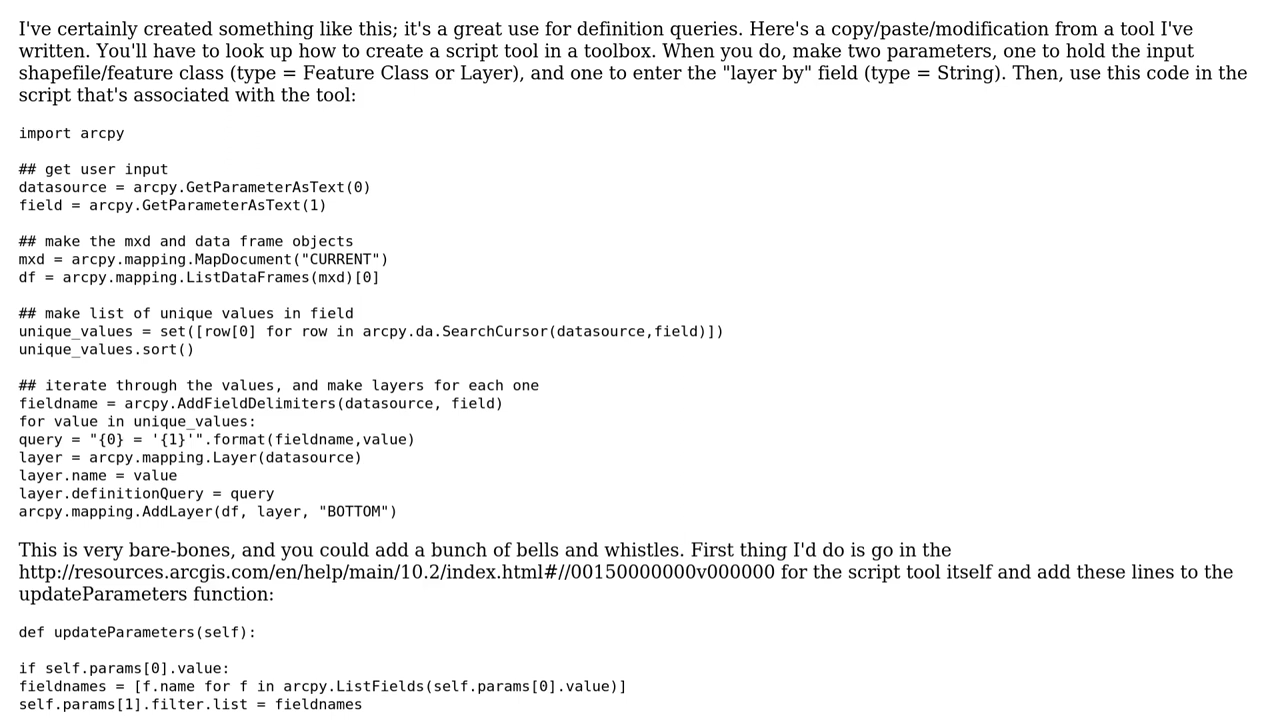 I've certainly created something like this; it's a great use for definition queries. Here's a copy/paste/modification from a tool I've
written. You'll have to look up how to create a script tool in a toolbox. When you do, make two parameters, one to hold the input
shapefile/feature class (type = Feature Class or Layer), and one to enter the "layer by" field (type = String). Then, use this code in the
script that's associated with the tool:
import arcpy
## get user input
datasource = arcpy.GetParameterAsText(0)
field = arcpy.GetParameterAsText(1)
## make the mxd and data frame objects
mxd = arcpy.mapping.MapDocument("CURRENT")
df = arcpy.mapping.ListDataFrames(mxd)[0]
## make list of unique values in field
unique_values = set([row[0] for row in arcpy.da.SearchCursor(datasource,field)])
unique_values.sort()
## iterate through the values, and make layers for each one
fieldname = arcpy.AddFieldDelimiters(datasource, field)
for value in unique_values:
query = "{0} = '{1}'".format(fieldname,value)
layer = arcpy.mapping.Layer(datasource)
layer.name = value
layer.definitionQuery = query
arcpy.mapping.AddLayer(df, layer, "BOTTOM")
This is very bare-bones, and you could add a bunch of bells and whistles. First thing I'd do is go in the
http://resources.arcgis.com/en/help/main/10.2/index.html#//00150000000v000000 for the script tool itself and add these lines to the
updateParameters function:
def updateParameters(self):
if self.params[0].value:
fieldnames = [f.name for f in arcpy.ListFields(self.params[0].value)]
self.params[1].filter.list = fieldnames